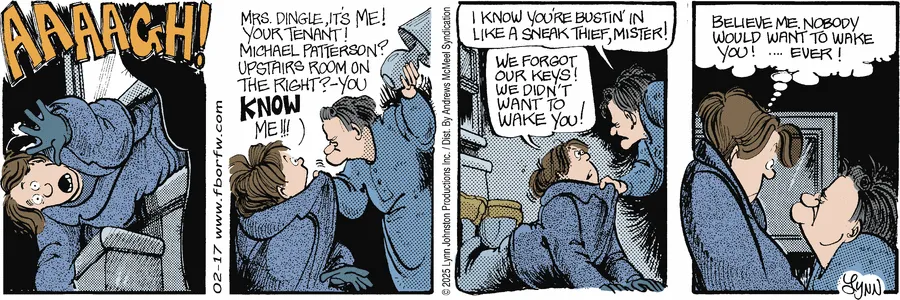 AAAAAGH!
MRS. DINGLE, IT'S ME!
YOUR TENANT!
MICHAEL PATTERSON?
UPSTAIRS ROOM ON
THE RIGHT?-YOU
KNOW
ME!!!
02-17 www.fborfw.com
© 2025 Lynn Johnston Productions Inc. / Dist. By Andrews McMeel Syndication
I KNOW YOU'RE BUSTIN' IN
LIKE A SNEAK THIEF, MISTER!
WE FORGOT
OUR KEYS!
WE DIDN'T
WANT TO
WAKE YOU!
BELIEVE ME, NOBODY
WOULD WANT TO WAKE
YOU! .... EVER!
LYNN